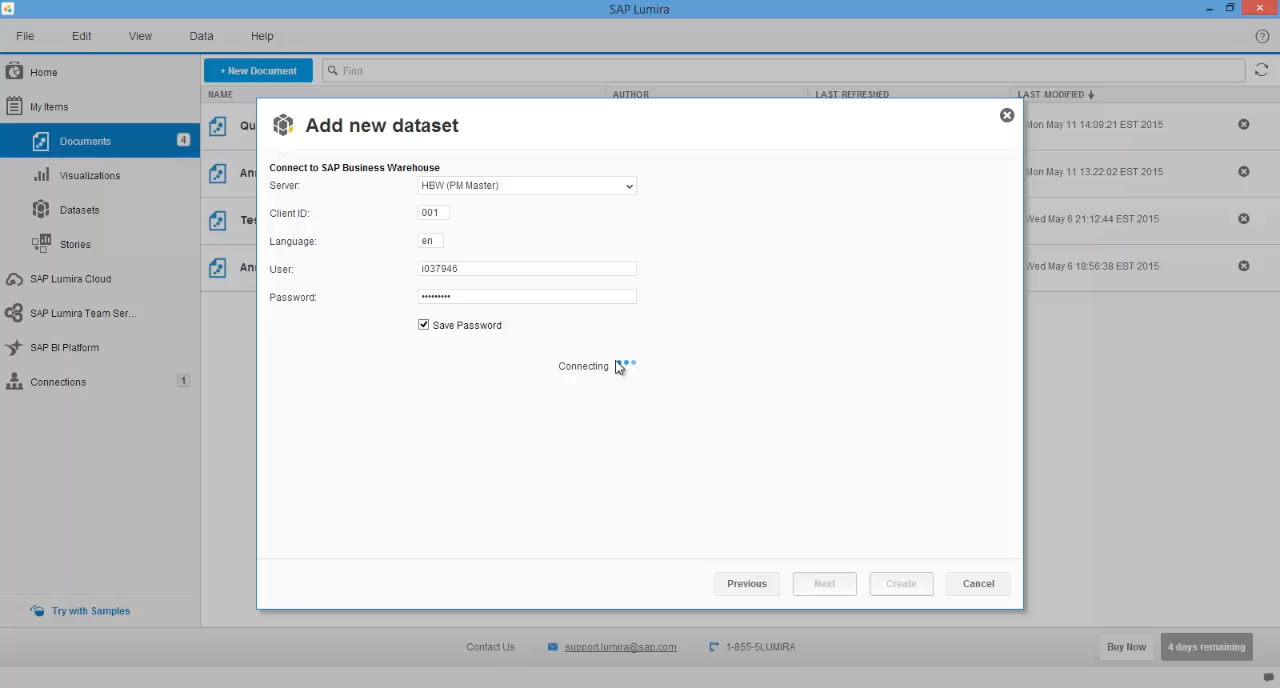 SAP Lumira
File Edit View Data Help
Home
+ New Document
Find
My Items
NAME AUTHOR LAST REFRESHED LAST MODIFIED
Documents 4
Qu
Mon May 11 14:09:21 EST 2015
Visualizations
Ann
Mon May 11 13:22:02 EST 2015
Datasets
Tes
Wed May 6 21:12:44 EST 2015
Stories
Ann
Wed May 6 18:56:38 EST 2015
SAP Lumira Cloud
SAP Lumira Team Ser...
SAP BI Platform
Connections 1
Add new dataset
Connect to SAP Business Warehouse
Server: HBW (PM Master)
Client ID: 001
Language: en
User: i037946
Password: •••••••••
Save Password
Connecting
Previous Next Create Cancel
Try with Samples
Contact Us support.lumira@sap.com 1-855-5LUMIRA Buy Now 4 days remaining